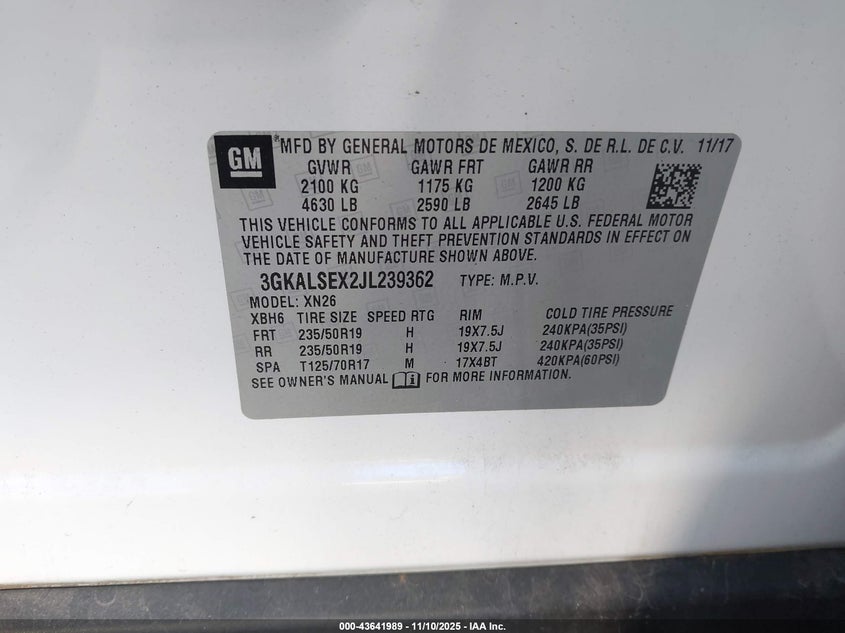 GM *MFD BY GENERAL MOTORS DE MEXICO, S. DE R.L. DE C.V. 11/17
GVWR GAWR FRT GAWR RR
2100 KG 1175 KG 1200 KG
4630 LB 2590 LB 2645 LB
THIS VEHICLE CONFORMS TO ALL APPLICABLE U.S. FEDERAL MOTOR
VEHICLE SAFETY AND THEFT PREVENTION STANDARDS IN EFFECT ON
THE DATE OF MANUFACTURE SHOWN ABOVE.
3GKALSEX2JL239362 TYPE: M.P.V.
MODEL: XN26
XBH6 TIRE SIZE SPEED RTG RIM COLD TIRE PRESSURE
FRT 235/50R19 H 19X7.5J 240KPA(35PSI)
RR 235/50R19 H 19X7.5J 240KPA(35PSI)
SPA T125/70R17 M 17X4BT 420KPA(60PSI)
SEE OWNER'S MANUAL FOR MORE INFORMATION.
000-43641989 - 11/10/2025 - IAA Inc.